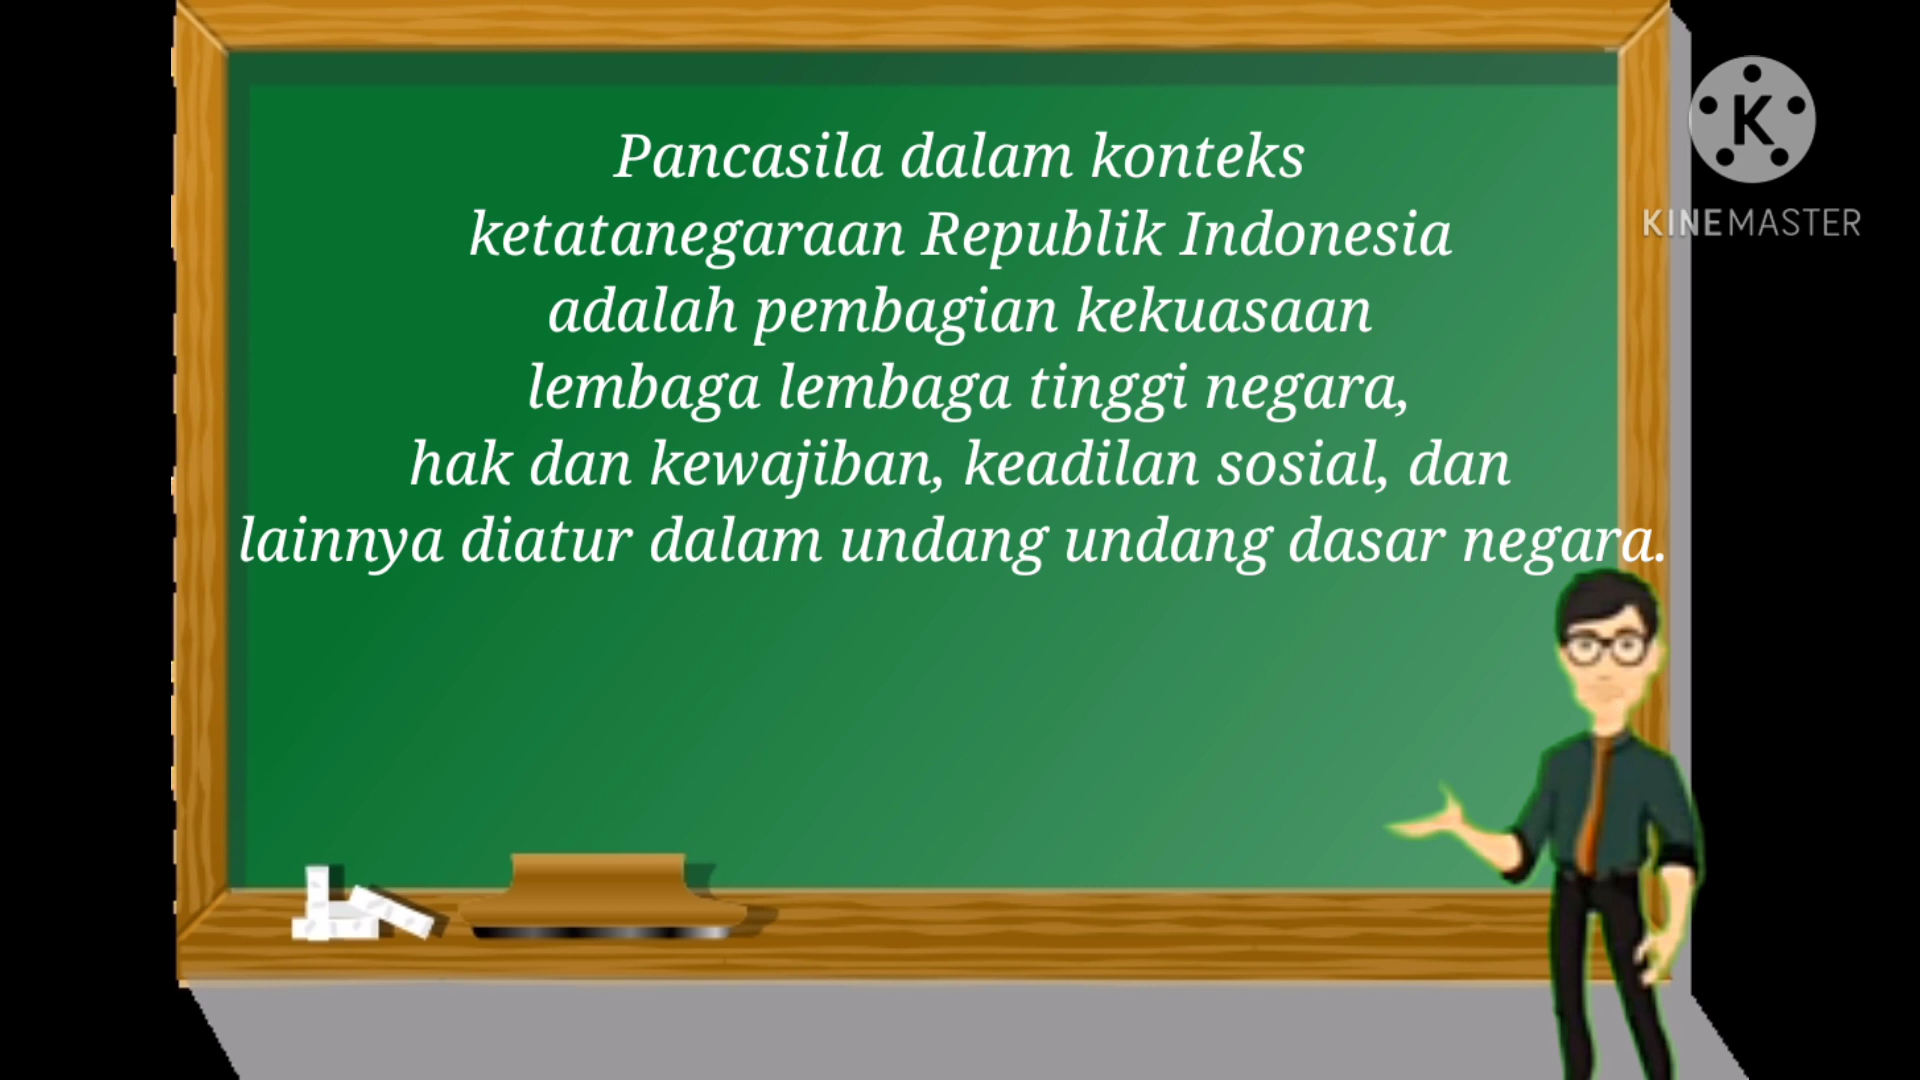 Pancasila dalam konteks
ketatanegaraan Republik Indonesia
adalah pembagian kekuasaan
lembaga lembaga tinggi negara,
hak dan kewajiban, keadilan sosial, dan
lainnya diatur dalam undang undang dasar negara.
K
KINEMASTER